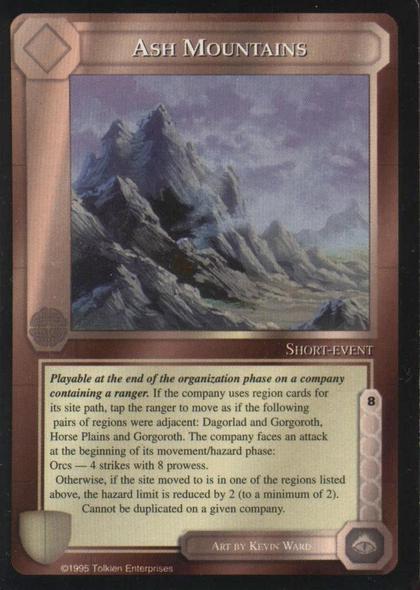 ASH MOUNTAINS
SHORT-EVENT
Playable at the end of the organization phase on a company
containing a ranger. If the company uses region cards for
its site path, tap the ranger to move as if the following
pairs of regions were adjacent: Dagorlad and Gorgoroth,
Horse Plains and Gorgoroth. The company faces an attack
at the beginning of its movement/hazard phase:
Orcs — 4 strikes with 8 prowess.
Otherwise, if the site moved to is in one of the regions listed
above, the hazard limit is reduced by 2 (to a minimum of 2).
Cannot be duplicated on a given company.
8
ART BY KEVIN WARD
©1995 Tolkien Enterprises